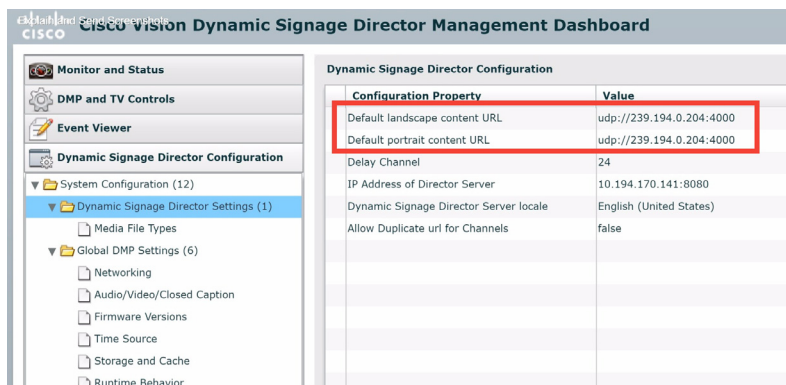 Explain and Send Screenshots
CISCO
Cisco Vision Dynamic Signage Director Management Dashboard
Monitor and Status
DMP and TV Controls
Event Viewer
Dynamic Signage Director Configuration
System Configuration (12)
Dynamic Signage Director Settings (1)
Media File Types
Global DMP Settings (6)
Networking
Audio/Video/Closed Caption
Firmware Versions
Time Source
Storage and Cache
Runtime Behavior
Dynamic Signage Director Configuration
Configuration Property Value
Default landscape content URL udp://239.194.0.204:4000
Default portrait content URL udp://239.194.0.204:4000
Delay Channel 24
IP Address of Director Server 10.194.170.141:8080
Dynamic Signage Director Server locale English (United States)
Allow Duplicate url for Channels false